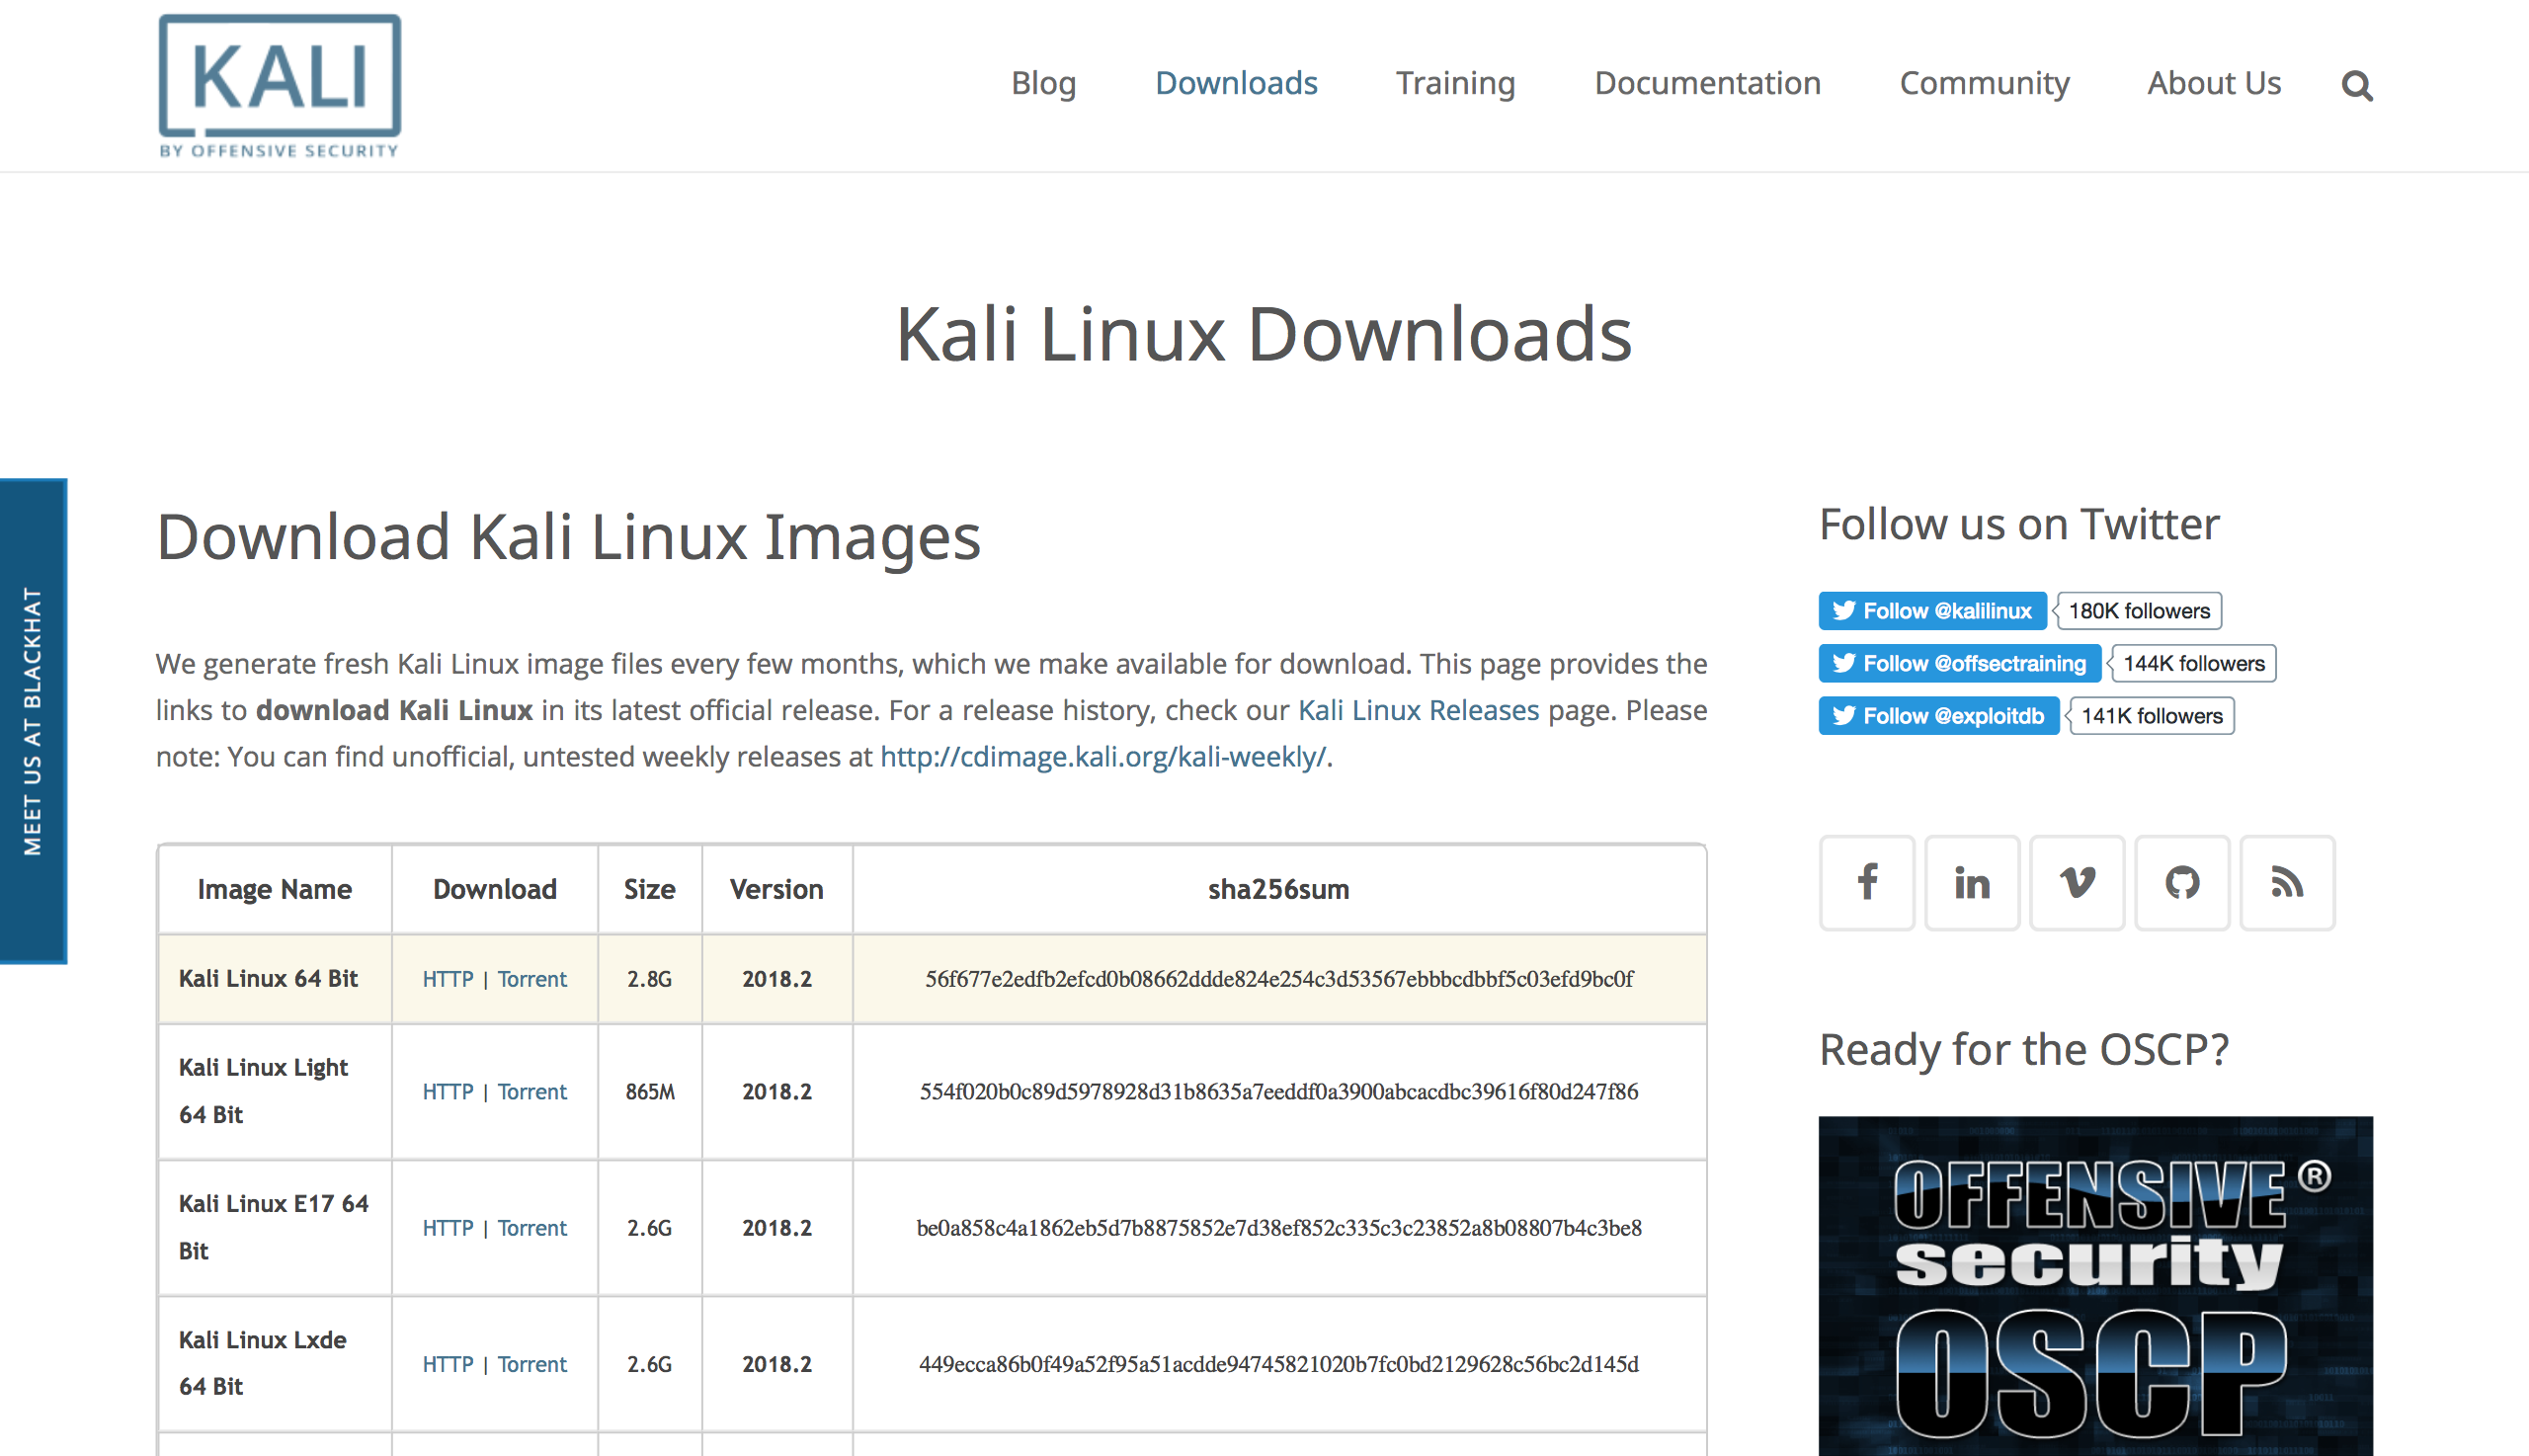 KALI
BY OFFENSIVE SECURITY
Blog
Downloads
Training
Documentation
Community
About Us
Kali Linux Downloads
MEET US AT BLACKHAT
Download Kali Linux Images
We generate fresh Kali Linux image files every few months, which we make available for download. This page provides the
links to download Kali Linux in its latest official release. For a release history, check our Kali Linux Releases page. Please
note: You can find unofficial, untested weekly releases at http://cdimage.kali.org/kali-weekly/.
Image Name Download Size Version sha256sum
Kali Linux 64 Bit HTTP | Torrent 2.8G 2018.2 56f677e2edfb2efcd0b08662ddde824e254c3d53567ebbbcdbbf5c03efd9bc0f
Kali Linux Light
64 Bit
HTTP | Torrent 865M 2018.2 554f020b0c89d5978928d31b8635a7eeddf0a3900abcacdbc39616f80d247f86
Kali Linux E17 64
Bit
HTTP | Torrent 2.6G 2018.2 be0a858c4a1862eb5d7b8875852e7d38ef852c335c3c23852a8b08807b4c3be8
Kali Linux Lxde
64 Bit
HTTP | Torrent 2.6G 2018.2 449ecca86b0f49a52f95a51acdde94745821020b7fc0bd2129628c56bc2d145d
Follow us on Twitter
Follow @kalilinux 180K followers
Follow @offsectraining 144K followers
Follow @exploitdb 141K followers
Ready for the OSCP?
OFFENSIVE®
security
OSCP